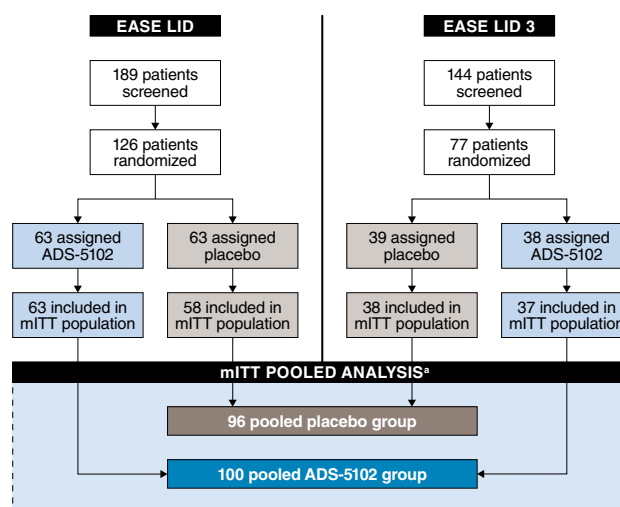 EASE LID
EASE LID 3
189 patients
screened
144 patients
screened
126 patients
randomized
77 patients
randomized
63 assigned
ADS-5102
63 assigned
placebo
39 assigned
placebo
38 assigned
ADS-5102
63 included in
mITT population
58 included in
mITT population
38 included in
mITT population
37 included in
mITT population
mITT POOLED ANALYSISᵃ
96 pooled placebo group
100 pooled ADS-5102 group